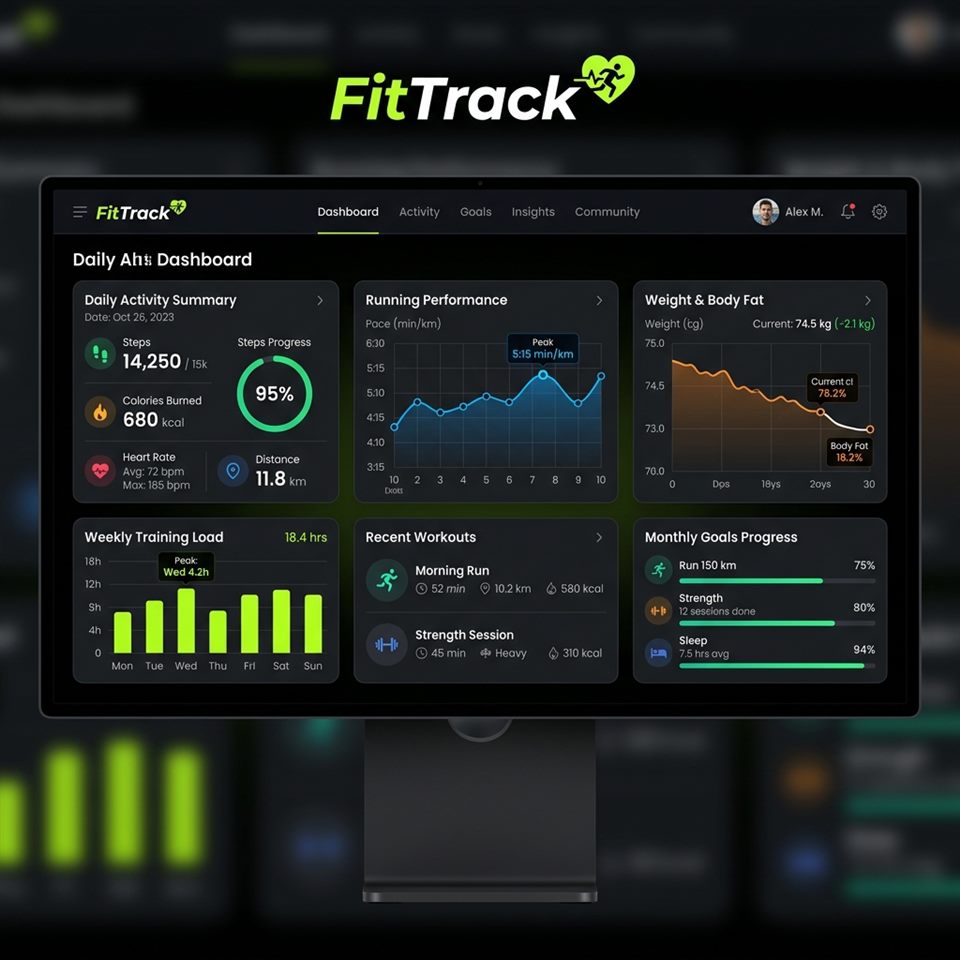 FitTrack
FitTrack
Dashboard Activity Goals Insights Community
Alex M.
Daily Dashboard
Daily Activity Summary
Date: Oct 26, 2023
Steps
14,250 / 15k
Calories Burned
680 kcal
Heart Rate
Avg: 72 bpm
Max: 185 bpm
Distance
11.8 km
Steps Progress
95%
Running Performance
Pace (min/km)
Peak
5:15 min/km
6:30
5:15
5:10
4:15
4:10
3:15
10 2 3 4 5 6 7 8 9 10
Weight & Body Fat
Weight (kg)
Current: 74.5 kg (-2.1 kg)
75.0
74.5
73.0
70.0
Current cl
78.2%
Body Fat
18.2%
0 Dɒs 18ys 2oys 30
Weekly Training Load
18.4 hrs
Peak:
Wed 4.2h
18h
12h
Sh
4h
0
Mon Tue Wed Thu Fri Sat Sun
Recent Workouts
Morning Run
52 min 10.2 km 580 kcal
Strength Session
45 min Heavy 310 kcal
Monthly Goals Progress
Run 150 km
75%
Strength
12 sessions done
80%
Sleep
7.5 hrs avg
94%